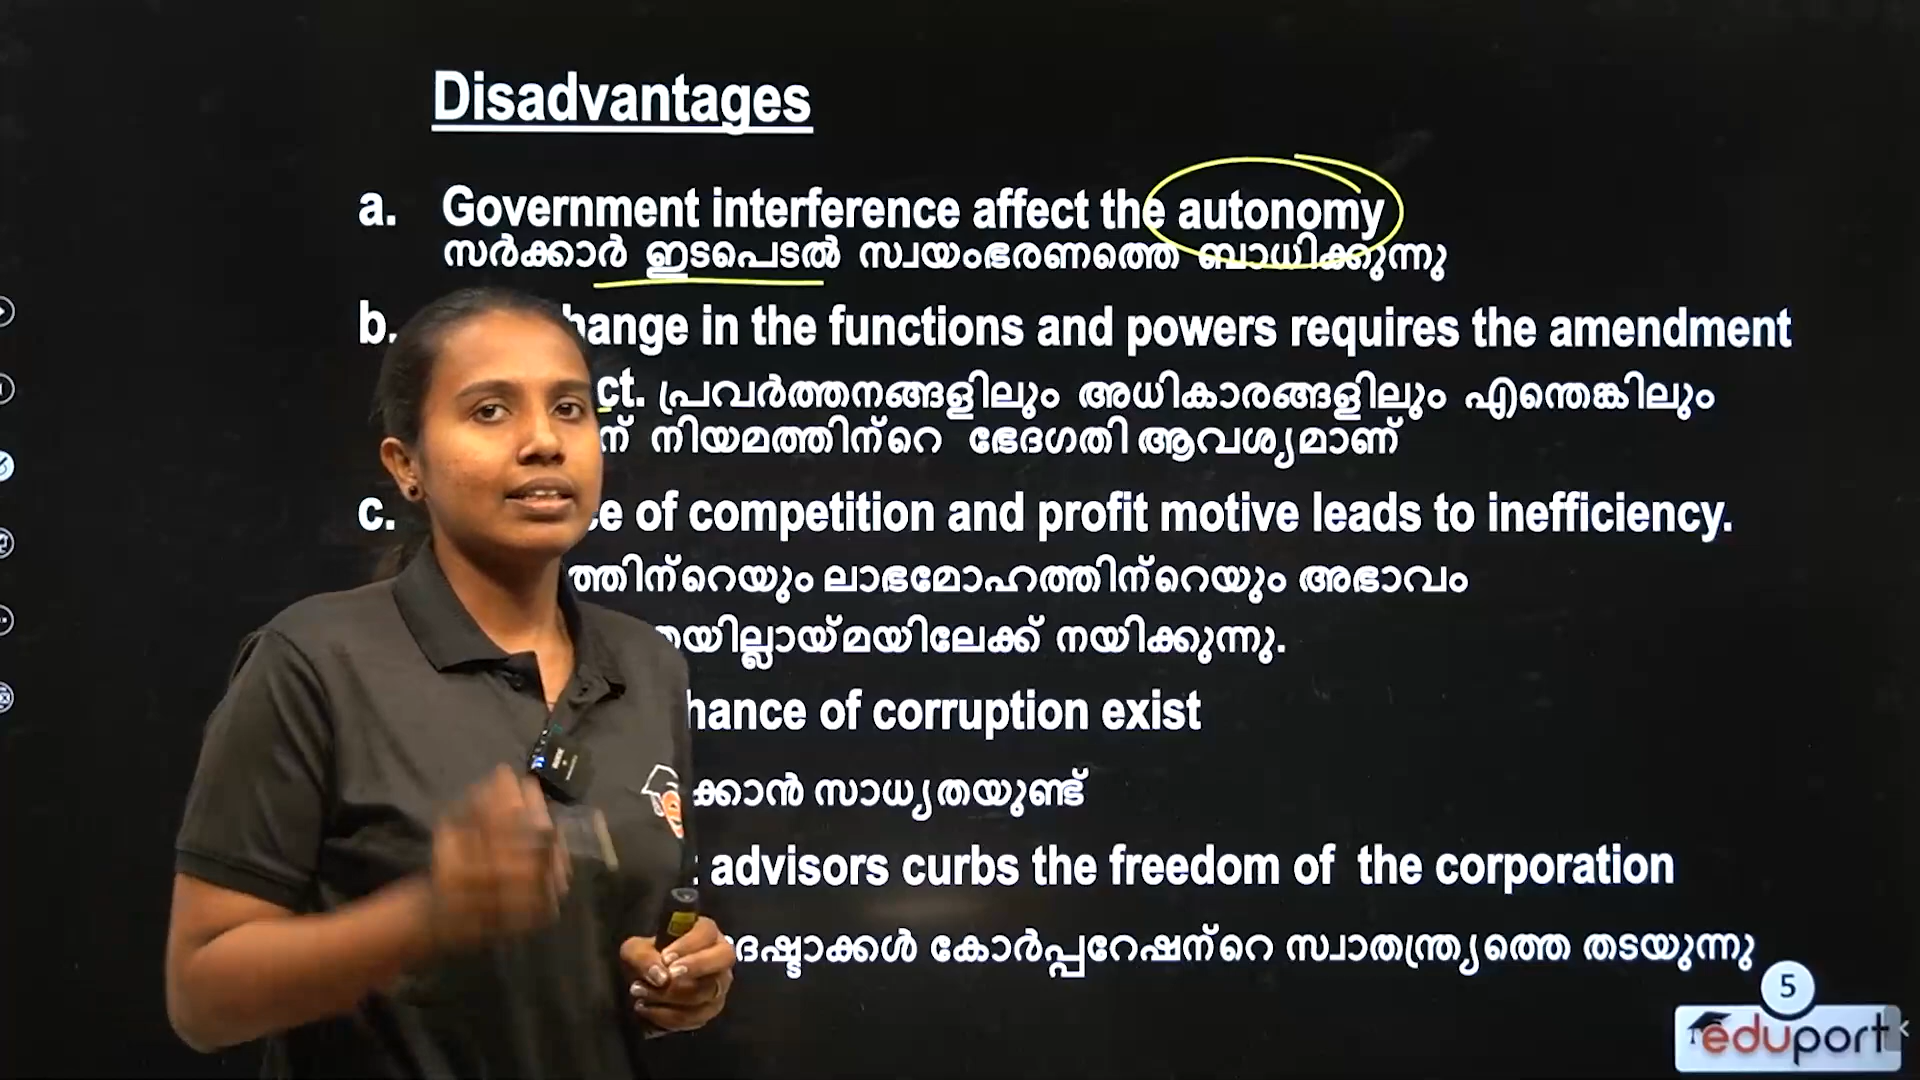 Disadvantages
a. Government interference affect the autonomy
സർക്കാർ ഇടപെടൽ സ്വയംഭരണത്തെ ബാധിക്കുന്നു
b. hange in the functions and powers requires the amendment
ct. പ്രവർത്തനങ്ങളിലും അധികാരങ്ങളിലും എന്തെങ്കിലും
ന് നിയമത്തിന്റെ ഭേദഗതി ആവശ്യമാണ്
c. ce of competition and profit motive leads to inefficiency.
ത്തിന്റെയും ലാഭമോഹത്തിന്റെയും അഭാവം
തയില്ലായ്മയിലേക്ക് നയിക്കുന്നു.
hance of corruption exist
ക്കാൻ സാധ്യതയുണ്ട്
advisors curbs the freedom of the corporation
ദേഷ്ടാക്കൾ കോർപ്പറേഷന്റെ സ്വാതന്ത്ര്യത്തെ തടയുന്നു
5
eduport